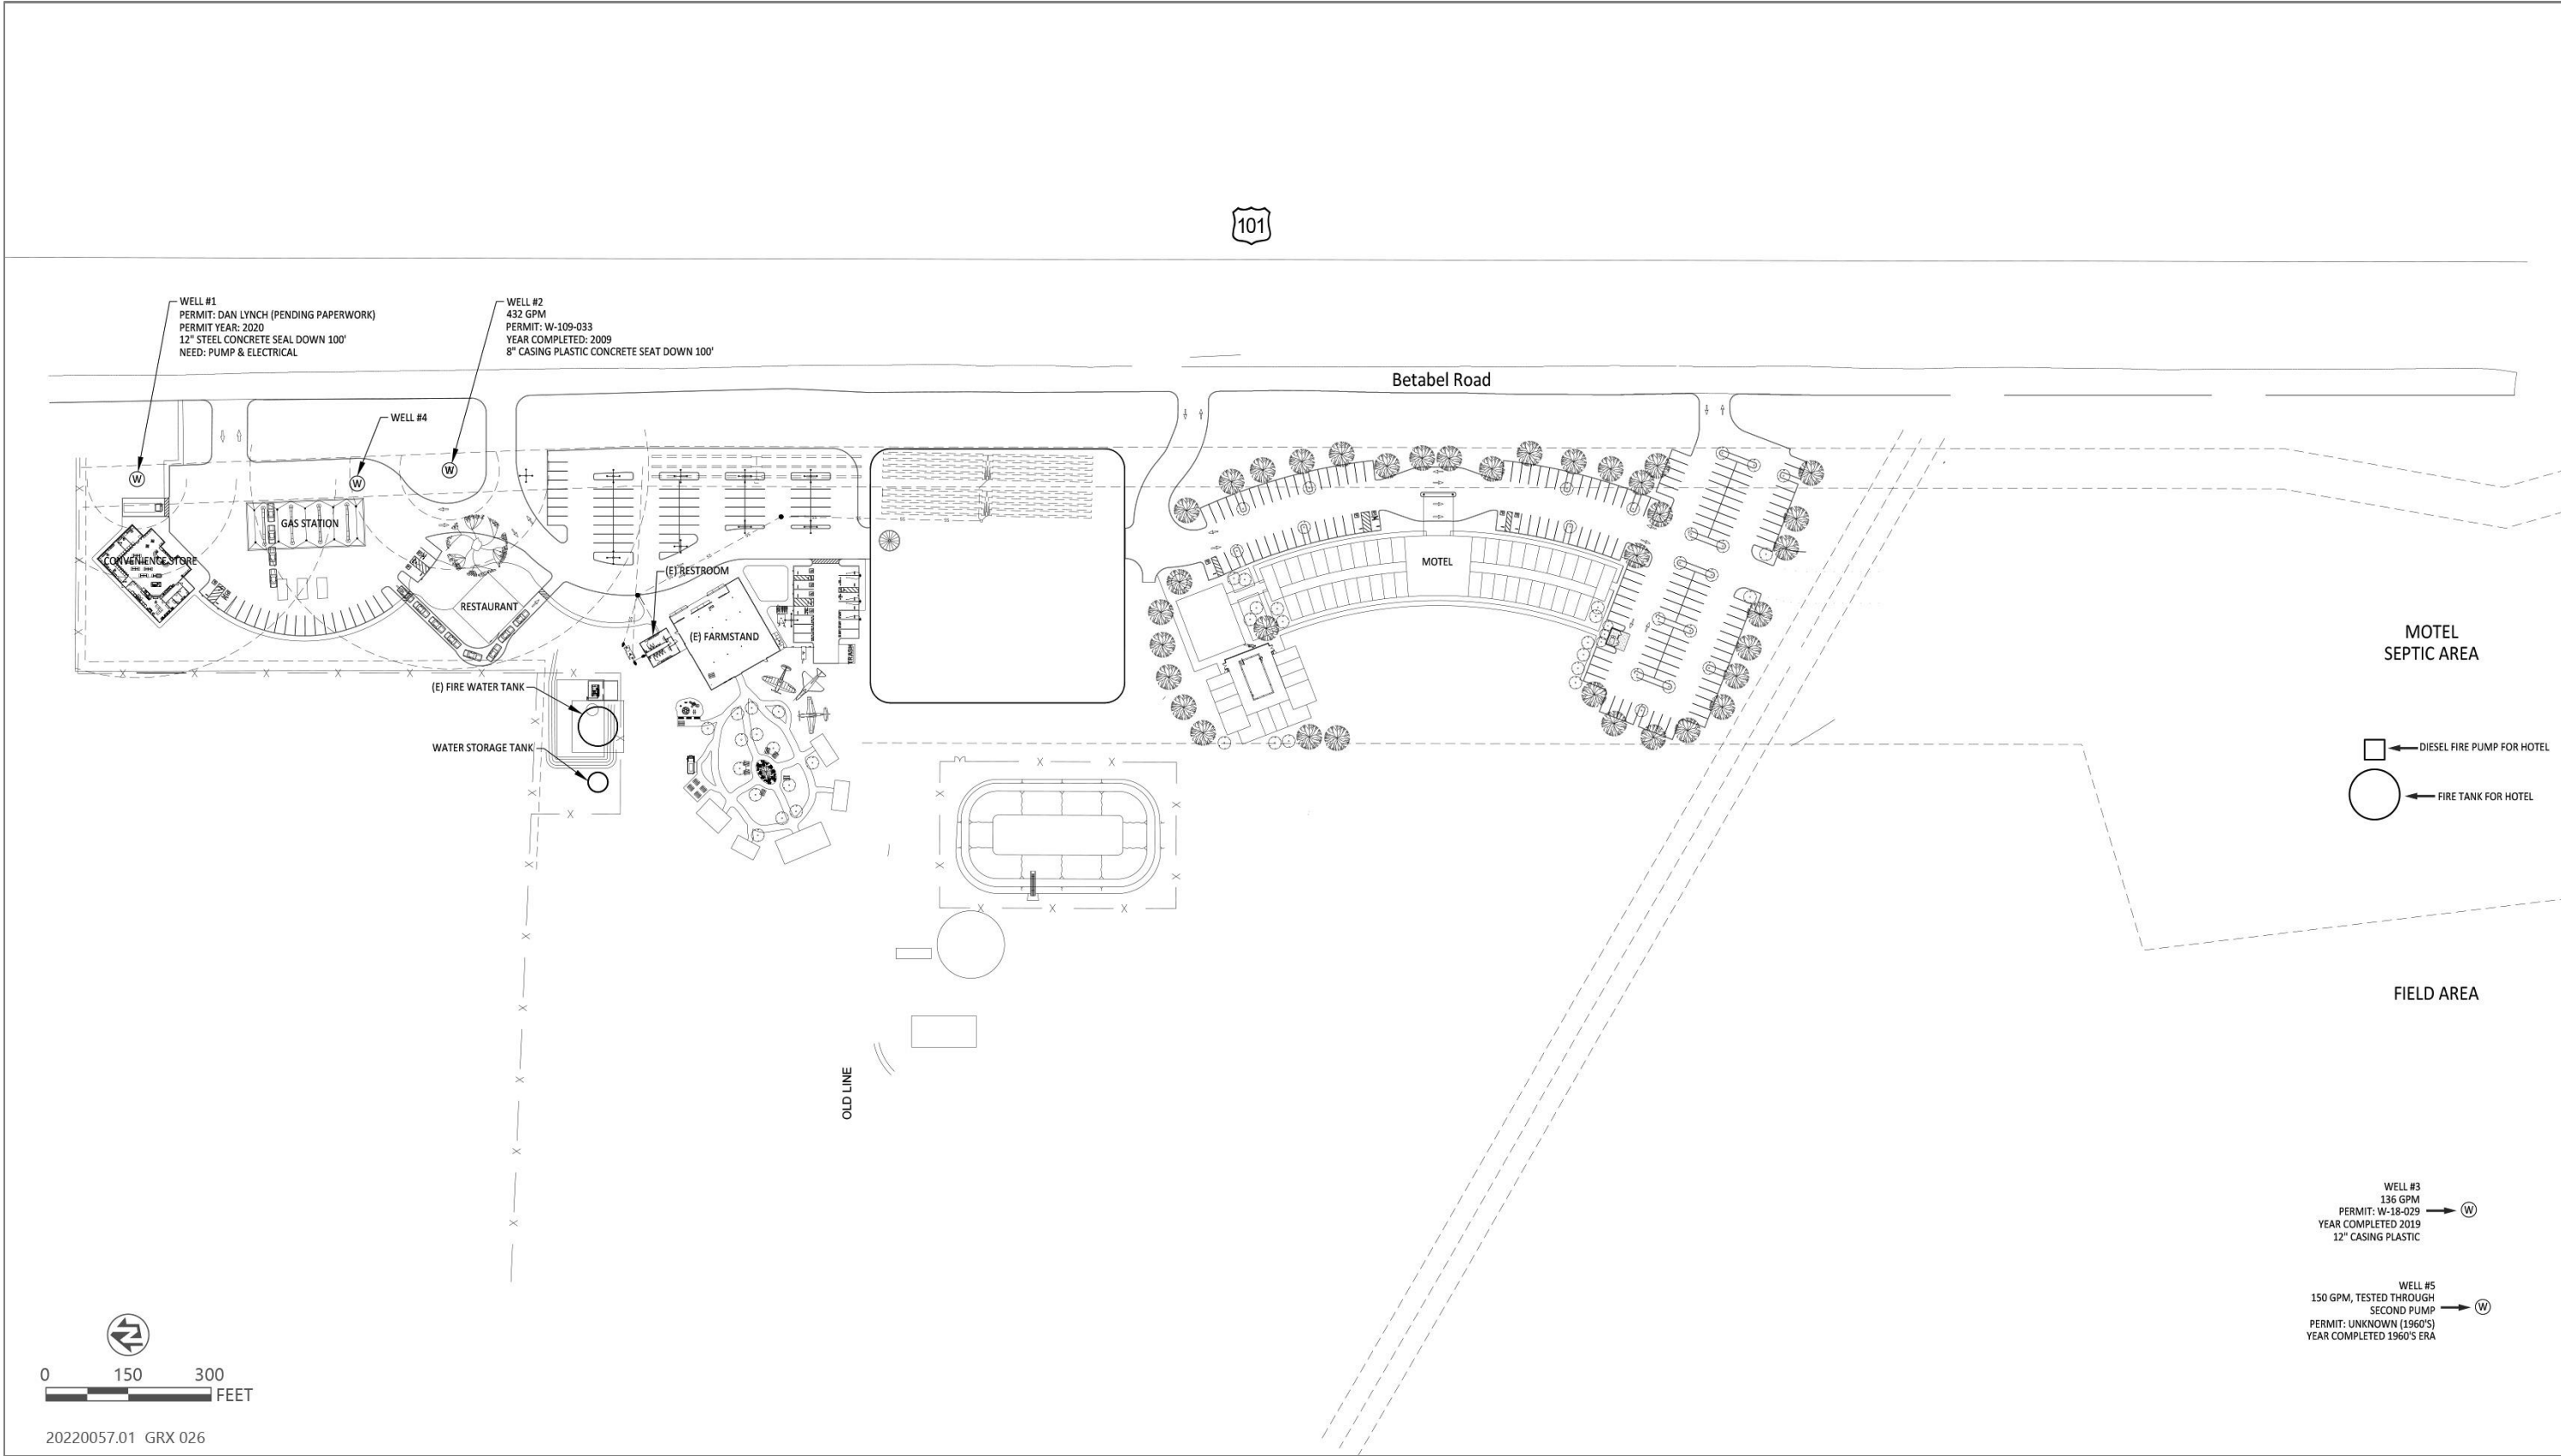 101
WELL #1
PERMIT: DAN LYNCH (PENDING PAPERWORK)
PERMIT YEAR: 2020
12" STEEL CONCRETE SEAL DOWN 100'
NEED: PUMP & ELECTRICAL
WELL #2
432 GPM
PERMIT: W-109-033
YEAR COMPLETED: 2009
8" CASING PLASTIC CONCRETE SEAT DOWN 100'
Betabel Road
WELL #4
W
W
W
GAS STATION
CONVENIENCE STORE
RESTAURANT
(E) RESTROOM
(E) FARMSTAND
TRASH
MOTEL
(E) FIRE WATER TANK
WATER STORAGE TANK
MOTEL
SEPTIC AREA
DIESEL FIRE PUMP FOR HOTEL
FIRE TANK FOR HOTEL
FIELD AREA
OLD LINE
WELL #3
136 GPM
PERMIT: W-18-029
YEAR COMPLETED 2019
12" CASING PLASTIC
W
WELL #5
150 GPM, TESTED THROUGH
SECOND PUMP
PERMIT: UNKNOWN (1960'S)
YEAR COMPLETED 1960'S ERA
W
N
0 150 300
FEET
20220057.01 GRX 026